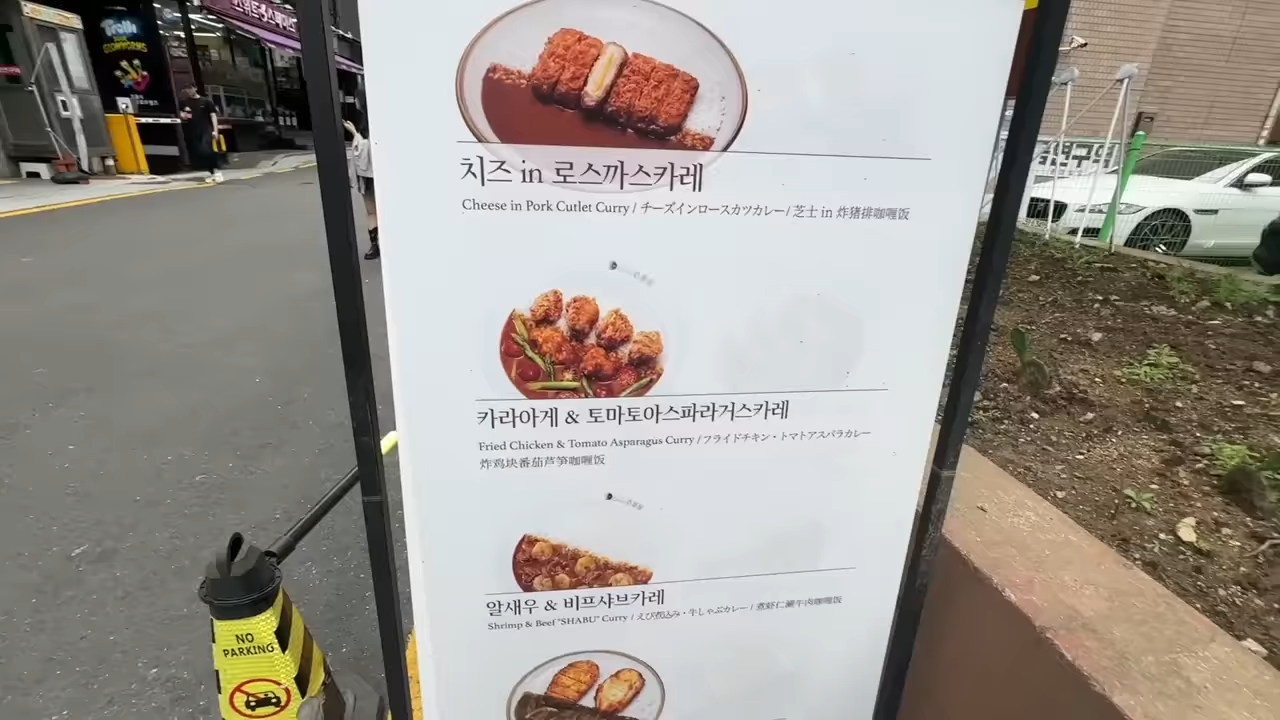 Trolli
치즈 in 로스까스카레
Cheese in Pork Cutlet Curry / チーズインロースカツカレー / 芝士 in 炸猪排咖喱饭
카라아게 & 토마토아스파라거스카레
Fried Chicken & Tomato Asparagus Curry / フライドチキン・トマトアスパラカレー
炸鸡块番茄芦笋咖喱饭
알새우 & 비프샤브카레
Shrimp & Beef "SHABU" Curry / えび煮込み・牛しゃぶカレー / 煮虾仁涮牛肉咖喱饭
NO
PARKING